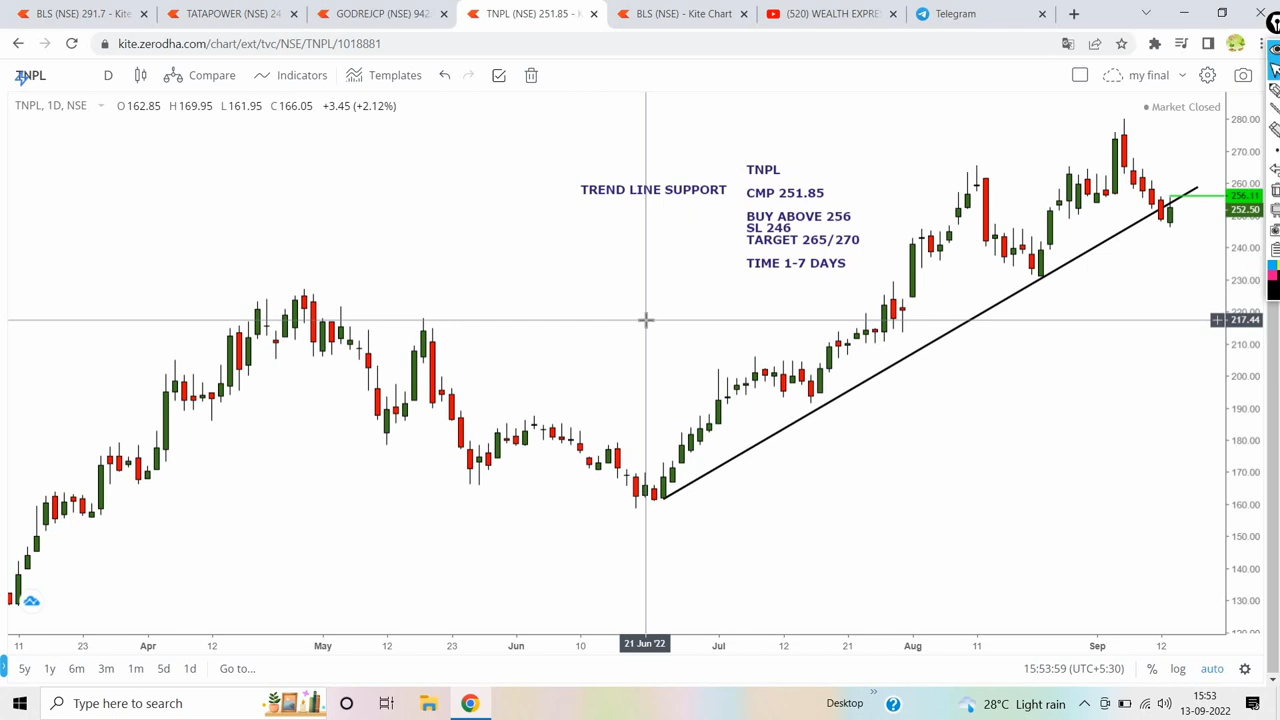 BLS (NSE) 291.7 - Kite
TATAPOWER (NSE) 24
GODREJCP (NSE) 942.
TNPL (NSE) 251.85 - K
BLS (NSE) - Kite Chart
(520) WEALTH EXPRE
Telegram
kite.zerodha.com/chart/ext/tvc/NSE/TNPL/1018881
TNPL
D
Compare
Indicators
Templates
my final
TNPL, 1D, NSE
O162.85 H169.95 L161.95 C166.05 +3.45 (+2.12%)
Market Closed
TREND LINE SUPPORT
TNPL
CMP 251.85
BUY ABOVE 256
SL 246
TARGET 265/270
TIME 1-7 DAYS
280.00
270.00
260.00
256.11
252.50
240.00
230.00
217.44
210.00
200.00
190.00
180.00
170.00
160.00
150.00
140.00
130.00
11 23 Apr 12 May 23 Jun 10 21 Jun '22 Jul 12 21 Aug 11 Sep 12
5y 1y 6m 3m 1m 5d 1d Go to...
15:53:59 (UTC+5:30) % log auto
Type here to search
Desktop
28°C Light rain
15:53
13-09-2022